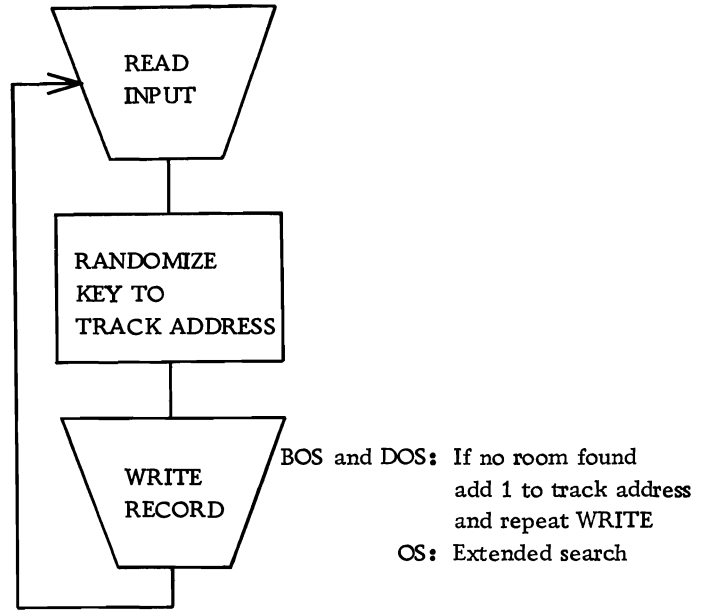 READ
INPUT
RANDOMIZE
KEY TO
TRACK ADDRESS
WRITE
RECORD
BOS and DOS: If no room found
add 1 to track address
and repeat WRITE
OS: Extended search